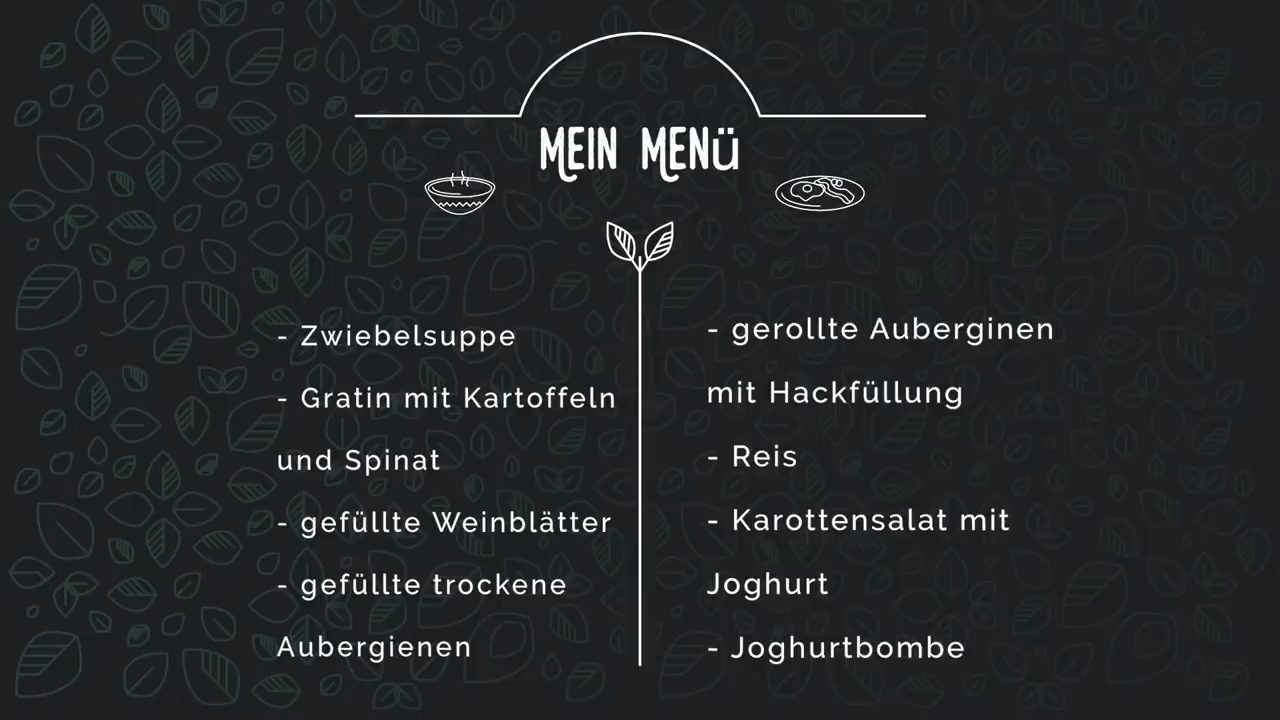 MEIN MENü
- Zwiebelsuppe
- Gratin mit Kartoffeln
und Spinat
- gefüllte Weinblätter
- gefüllte trockene
Aubergienen
- gerollte Auberginen
mit Hackfüllung
- Reis
- Karottensalat mit
Joghurt
- Joghurtbombe